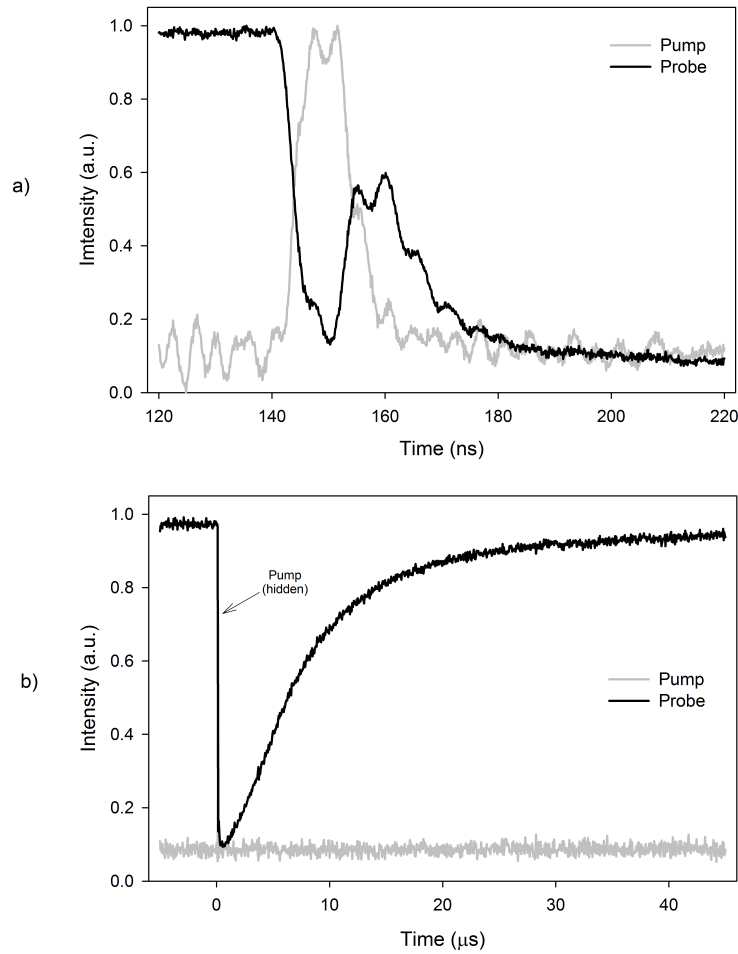 a)
Imtensity (a.u.)
1.0
0.8
0.6
0.4
0.2
0.0
Pump
Probe
120 140 160 180 200 220
Time (ns)
b)
Intensity (a.u.)
1.0
0.8
0.6
0.4
0.2
0.0
Pump
(hidden)
Pump
Probe
0 10 20 30 40
Time (μs)